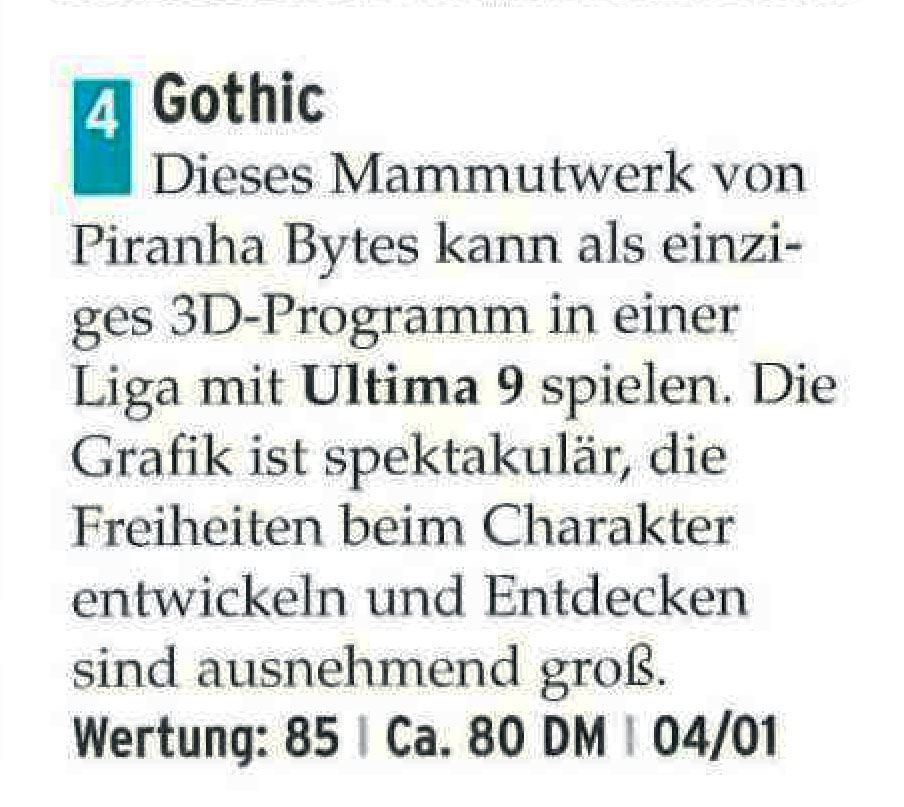 4 Gothic
Dieses Mammutwerk von
Piranha Bytes kann als einzi-
ges 3D-Programm in einer
Liga mit Ultima 9 spielen. Die
Grafik ist spektakulär, die
Freiheiten beim Charakter
entwickeln und Entdecken
sind ausnehmend groß.
Wertung: 85 | Ca. 80 DM | 04/01